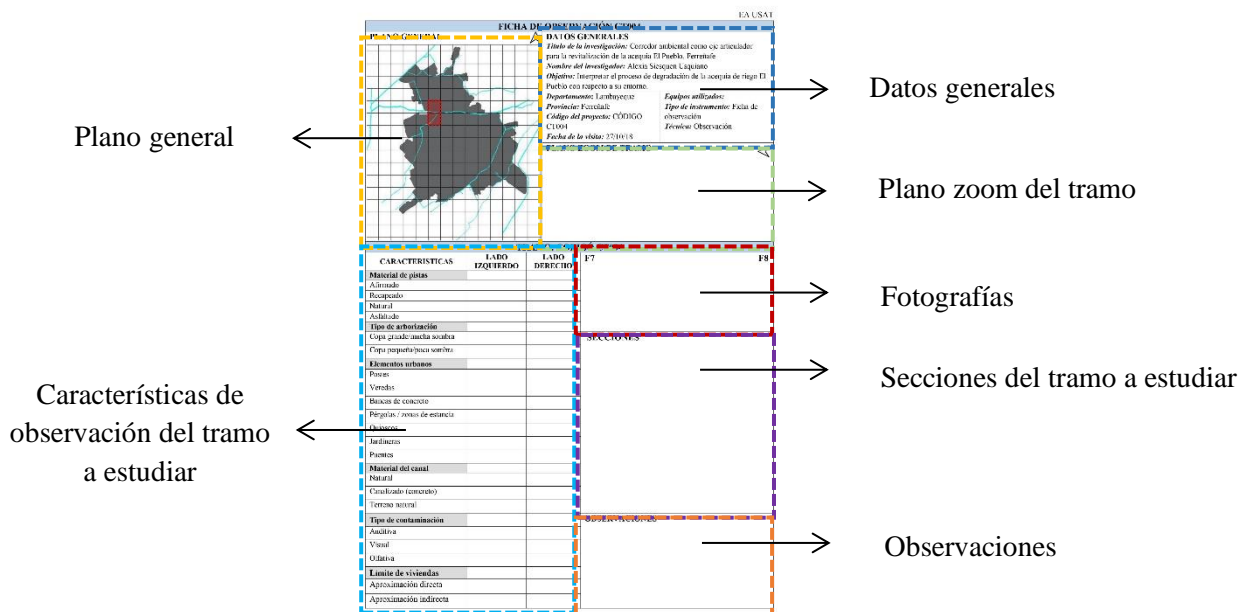 EA USAT
FICHA DE OBSERVACIÓN CT004
PLANO GENERAL
DATOS GENERALES
Título de la investigación: Corredor ambiental como eje articulador
para la revitalización de la acequia El Pueblo, Ferreñafe
Nombre del investigador: Alexia Siesquen Uquiano
Objetivo: Interpretar el proceso de degradación de la acequia de riego El
Pueblo con respecto a su entorno.
Departamento: Lambayeque
Provincia: Ferreñafe
Código del proyecto: CÓDIGO
CT004
Fecha de la visita: 27/10/18
Equipos utilizados:
Tipo de instrumento: Ficha de
observación
Técnica: Observación
Plano general
Datos generales
Plano zoom del tramo
CARACTERISTICAS
LADO IZQUIERDO
LADO DERECHO
Material de pistas
Afirmado
Recapeado
Natural
Asfaltado
Tipo de arborización
Copa grande/mucha sombra
Copa pequeña/poca sombra
Elementos urbanos
Postes
Veredas
Bancas de concreto
Pérgolas / zonas de estancia
Quioscos
Jardineras
Puentes
Material del canal
Natural
Canalizado (concreto)
Terreno natural
Tipo de contaminación
Auditiva
Visual
Olfativa
Limite de viviendas
Aproximación directa
Aproximación indirecta
F7
F8
SECCIONES
OBSERVACIONES
Fotografías
Secciones del tramo a estudiar
Características de
observación del tramo
a estudiar
Observaciones